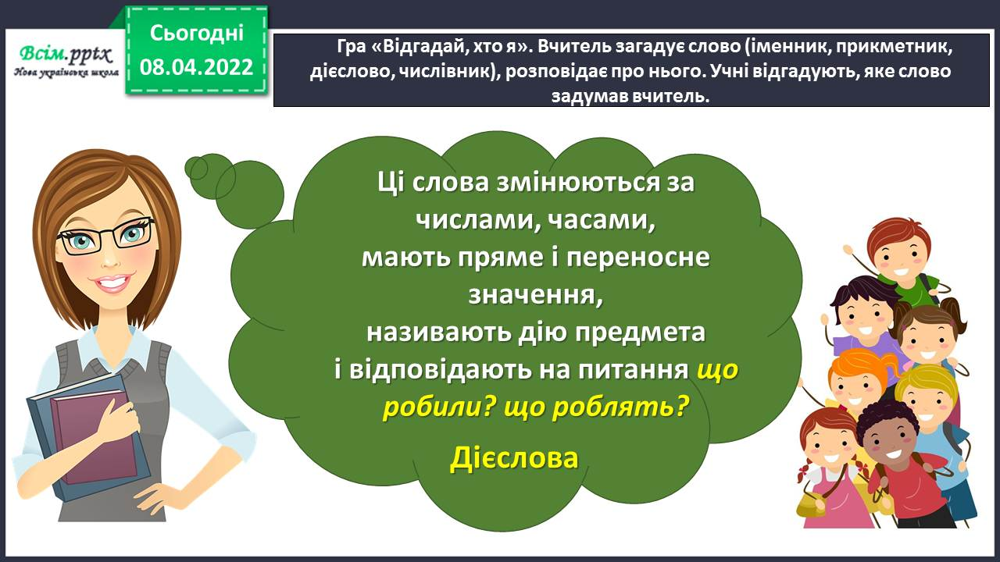 Всім.pptx
Нова українська школа
Сьогодні
08.04.2022
Гра «Відгадай, хто я». Вчитель загадує слово (іменник, прикметник,
дієслово, числівник), розповідає про нього. Учні відгадують, яке слово
задумав вчитель.
Ці слова змінюються за
числами, часами,
мають пряме і переносне
значення,
називають дію предмета
і відповідають на питання що
робили? що роблять?
Дієслова